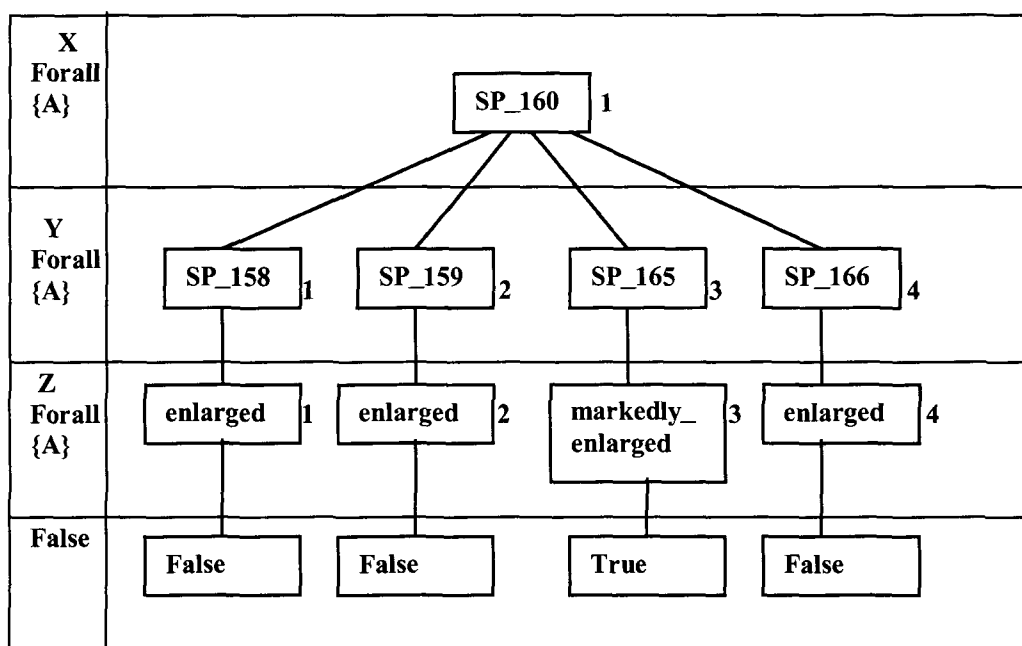 X
Forall
{A}
SP_160 1
Y
Forall
{A}
SP_158 1 SP_159 2 SP_165 3 SP_166 4
Z
Forall
{A}
enlarged 1 enlarged 2 markedly_ 3 enlarged 4
enlarged
False
False False True False